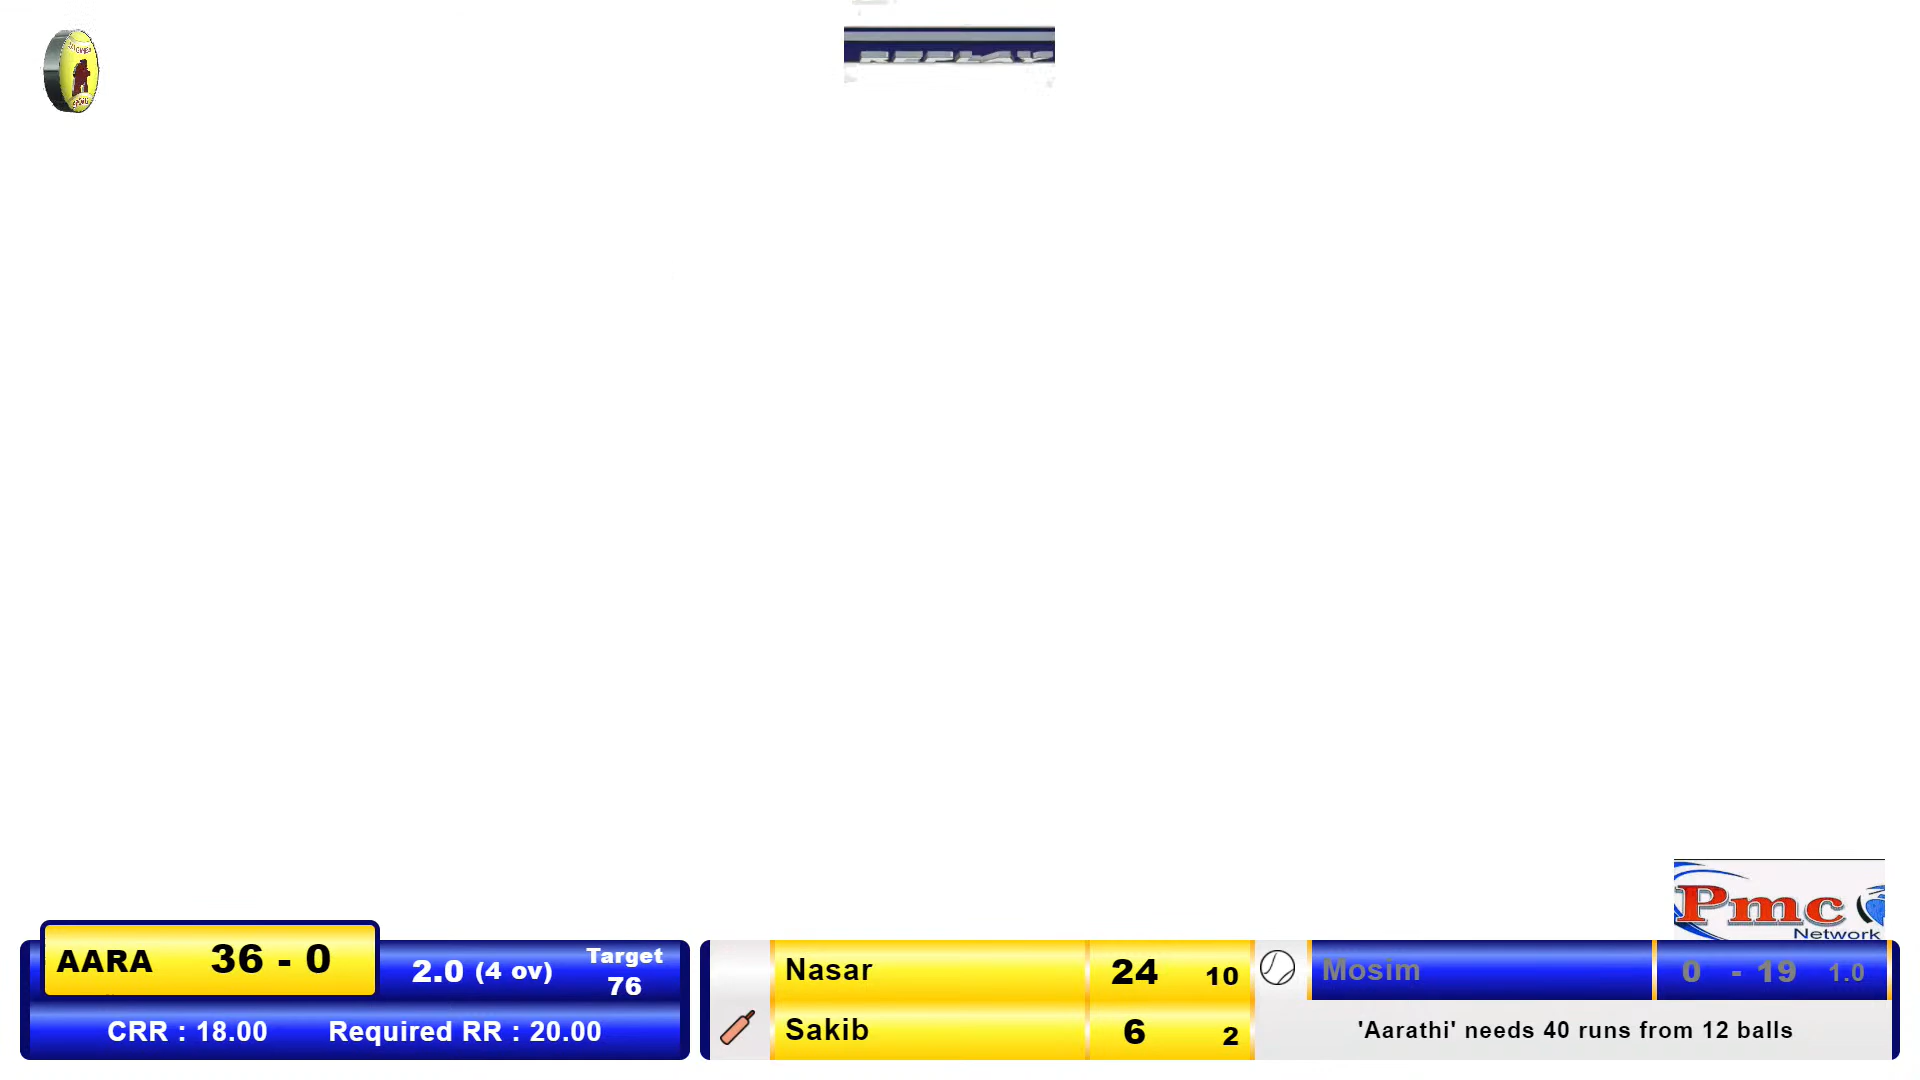 REPLAY
Pmc
Network
AARA 36 - 0
2.0 (4 ov)
Target
76
CRR : 18.00 Required RR : 20.00
Nasar 24 10
Sakib 6 2
Mosim 0 - 19 1.0
'Aarathi' needs 40 runs from 12 balls